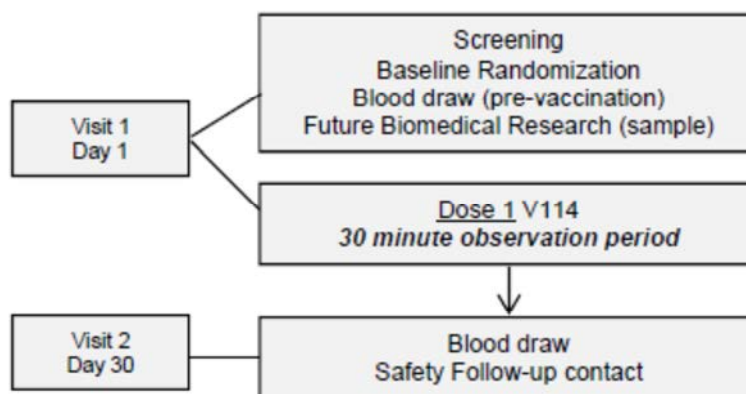 Screening
Baseline Randomization
Blood draw (pre-vaccination)
Future Biomedical Research (sample)
Visit 1
Day 1
Dose 1 V114
30 minute observation period
Visit 2
Day 30
Blood draw
Safety Follow-up contact